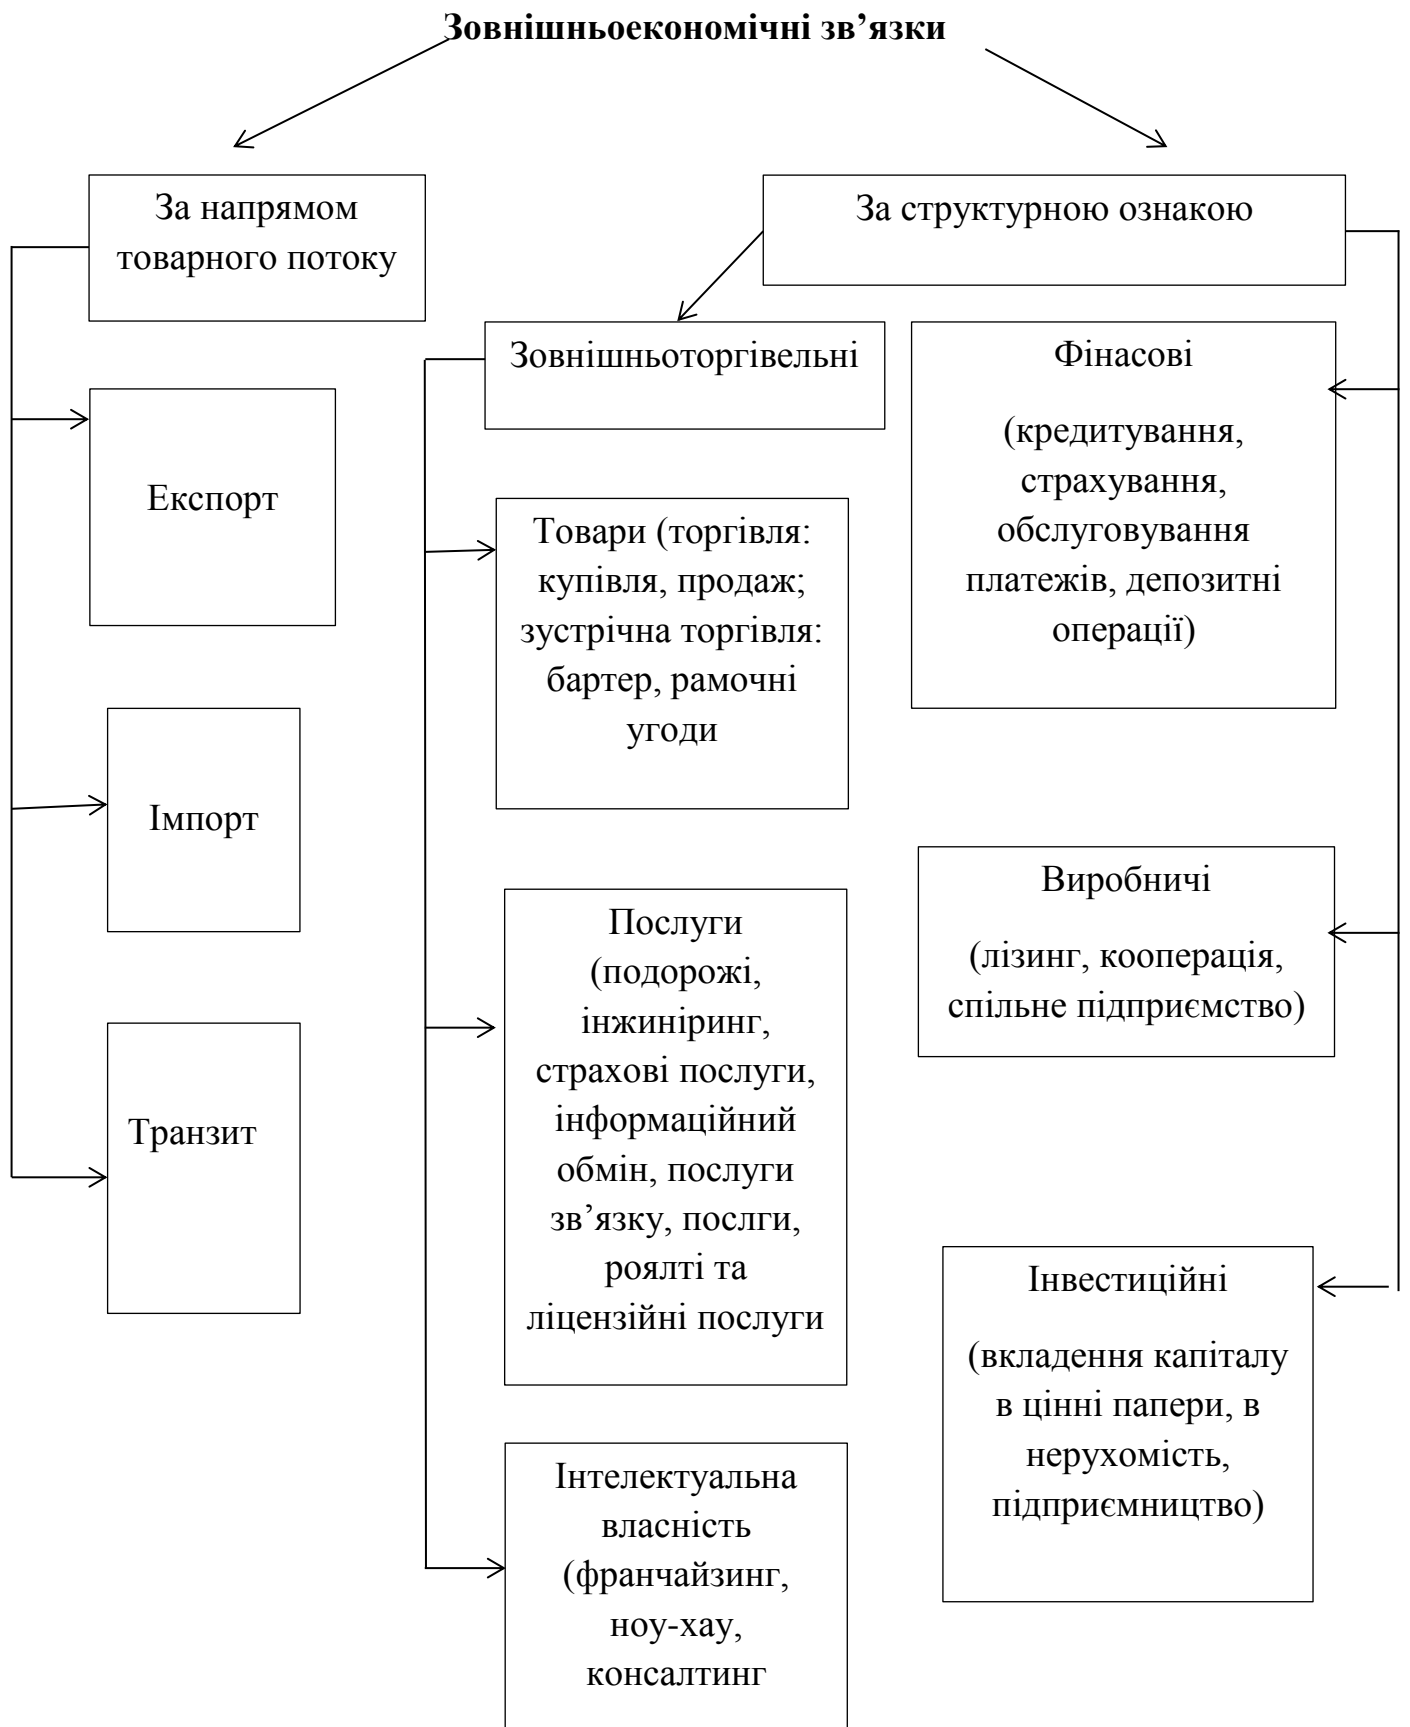 Зовнішньоекономічні зв’язки
За напрямом
товарного потоку
Експорт
Імпорт
Транзит
За структурною ознакою
Зовнішньоторгівельні
Товари (торгівля:
купівля, продаж;
зустрічна торгівля:
бартер, рамочні
угоди
Послуги
(подорожі,
інжиніринг,
страхові послуги,
інформаційний
обмін, послуги
зв’язку, послги,
роялті та
ліцензійні послуги
Інтелектуальна
власність
(франчайзинг,
ноу-хау,
консалтинг
Фінасові
(кредитування,
страхування,
обслуговування
платежів, депозитні
операції)
Виробничі
(лізинг, кооперація,
спільне підприємство)
Інвестиційні
(вкладення капіталу
в цінні папери, в
нерухомість,
підприємництво)